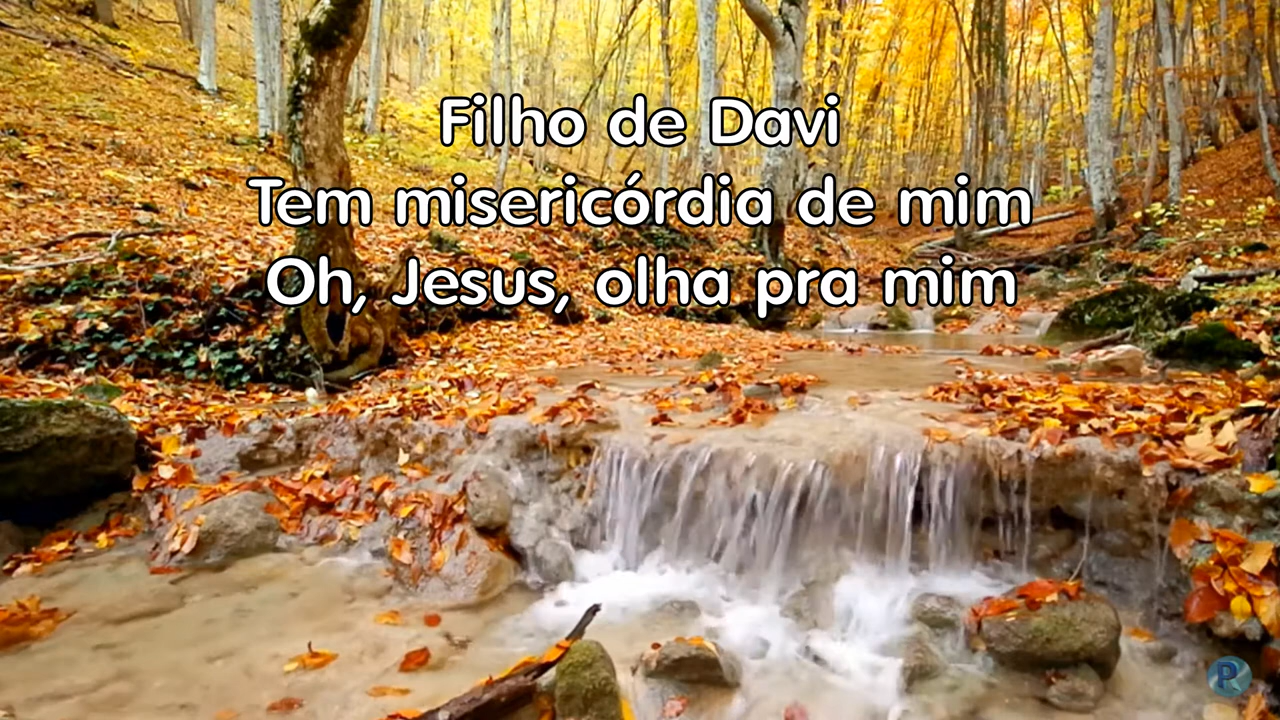 Filho de Davi
Tem misericórdia de mim
Oh, Jesus, olha pra mim
P